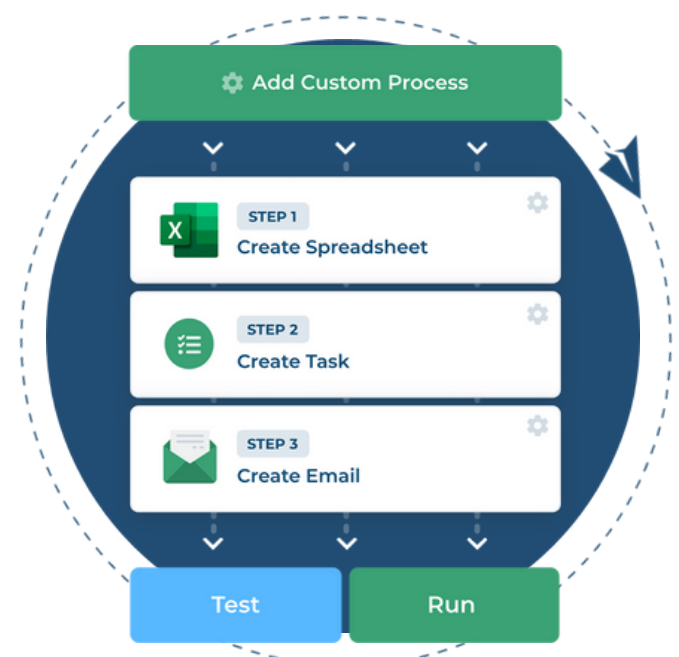 Add Custom Process
X
STEP 1
Create Spreadsheet
STEP 2
Create Task
STEP 3
Create Email
Test
Run